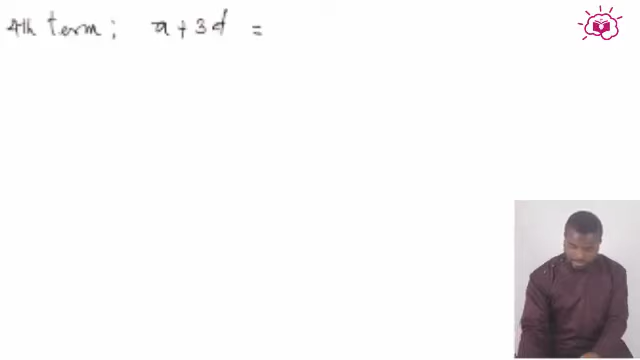 4th term; a + 3d =